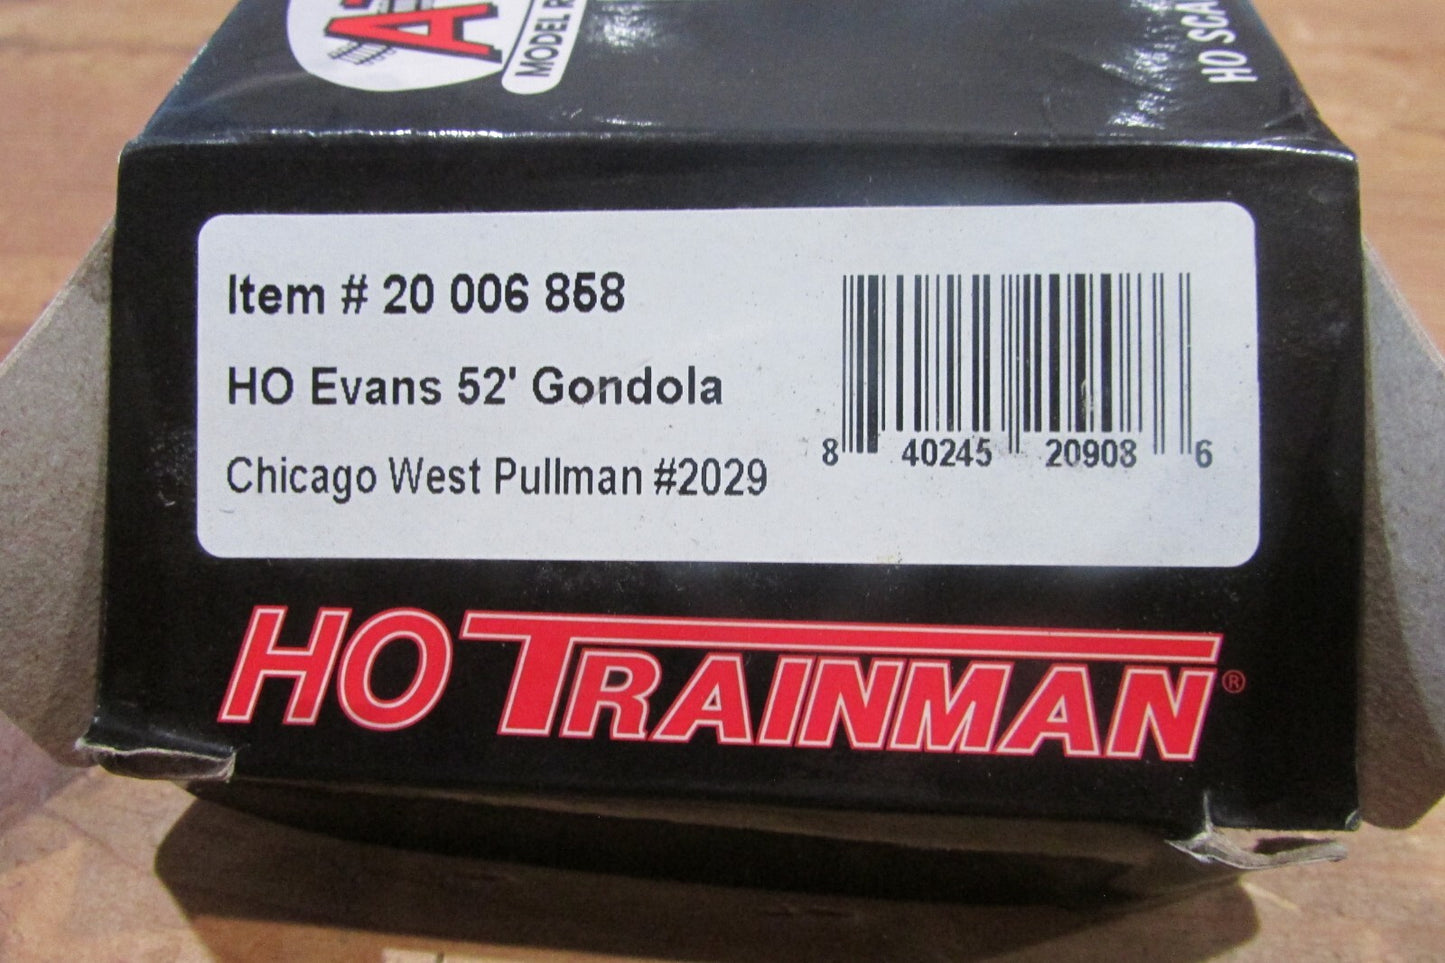 MODEL
HO
Item # 20 006 858
HO Evans 52' Gondola
Chicago West Pullman #2029
8 40245 20908 6
HO TRAINMAN®